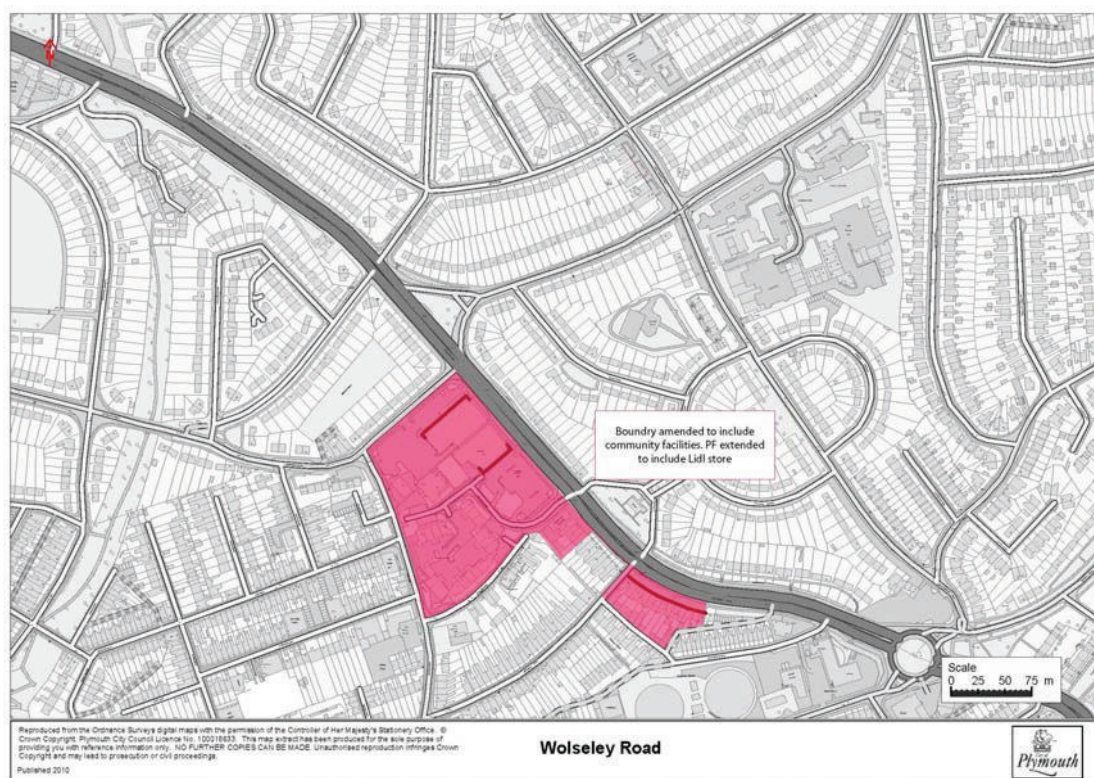 Boundry amended to include
community facilities. PF extended
to include Lidl store
Scale
0 25 50 75 m
Reproduced from the Ordnance Surveys digital maps with the permission of the Controller of Her Majesty's Stationery Office. ©
Crown Copyright. Plymouth City Council Licence No. 100018633. This map extract has been produced for the sole purpose of
providing you with reference information only. NO FURTHER COPIES CAN BE MADE. Unauthorised reproduction infringes Crown
Copyright and may lead to prosecution or civil proceedings.
Published 2010
Wolseley Road
City of
Plymouth